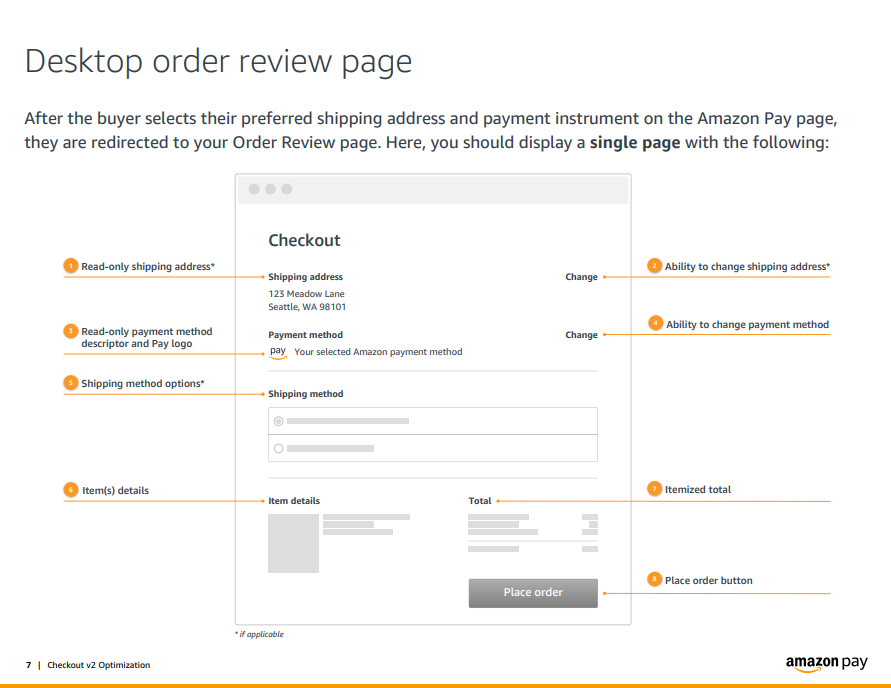 Desktop order review page
After the buyer selects their preferred shipping address and payment instrument on the Amazon Pay page,
they are redirected to your Order Review page. Here, you should display a single page with the following:
Checkout
1 Read-only shipping address*
2 Ability to change shipping address*
Shipping address
Change
123 Meadow Lane
Seattle, WA 98101
3 Read-only payment method
descriptor and Pay logo
4 Ability to change payment method
Payment method
Change
pay Your selected Amazon payment method
5 Shipping method options*
Shipping method
6 Item(s) details
7 Itemized total
Item details
Total
8 Place order button
Place order
* if applicable
7 | Checkout v2 Optimization
amazon pay